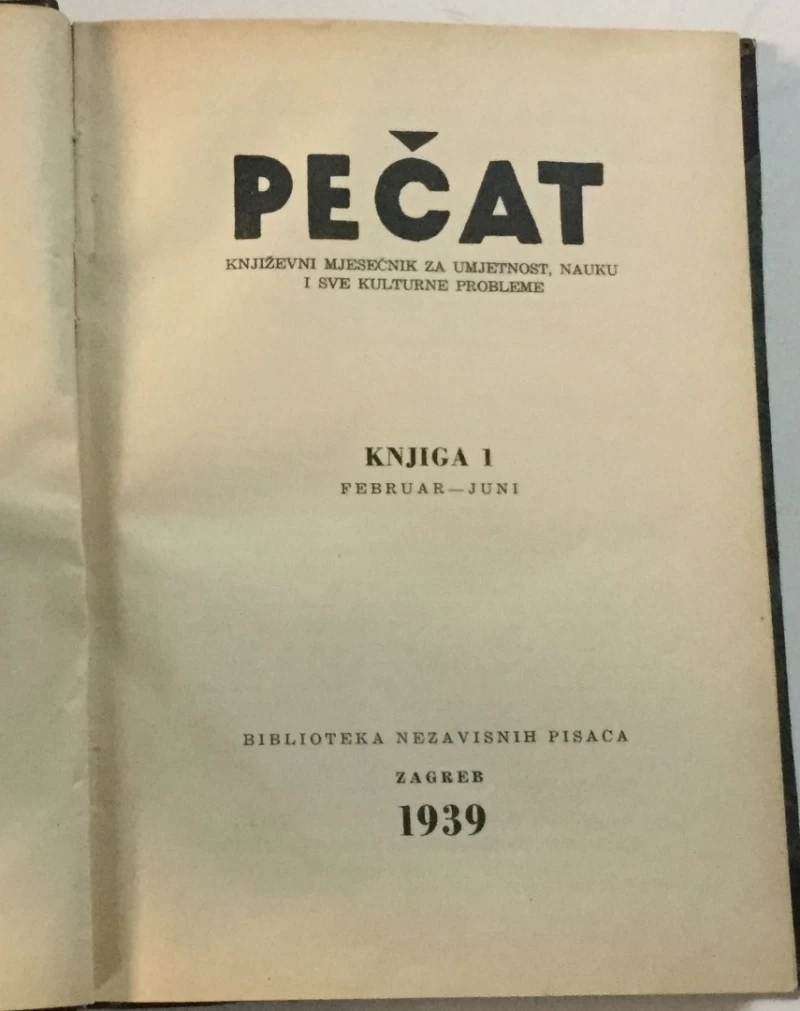 PEČAT
KNJIŽEVNI MJESEČNIK ZA UMJETNOST, NAUKU
I SVE KULTURNE PROBLEME
KNJIGA 1
FEBRUAR—JUNI
BIBLIOTEKA NEZAVISNIH PISACA
ZAGREB
1939